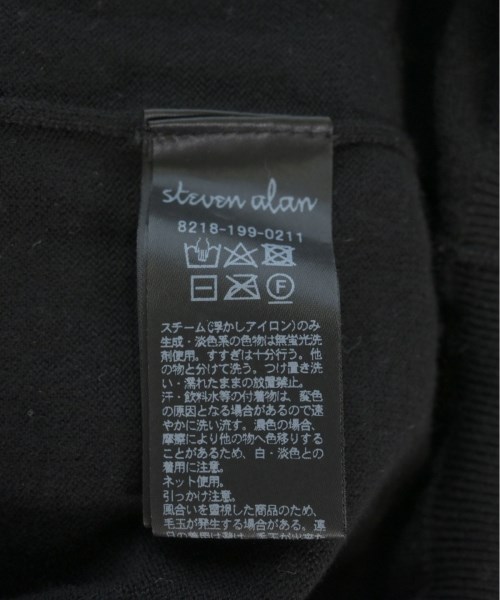 steven alan
8218-199-0211
F
スチーム(浮かしアイロン)のみ
生成・淡色系の色物は無蛍光洗
剤使用。すすぎは十分行う。他
の物と分けて洗う。つけ置き洗
い・濡れたままの放置禁止。
汗・飲料水等の付着物は、変色
の原因となる場合があるので速
やかに洗い流す。濃色の場合、
摩擦により他の物へ色移りする
ことがあるため、白・淡色との
着用に注意。
ネット使用。
引っかけ注意。
風合いを重視した商品のため、
毛玉が発生する場合がある。連